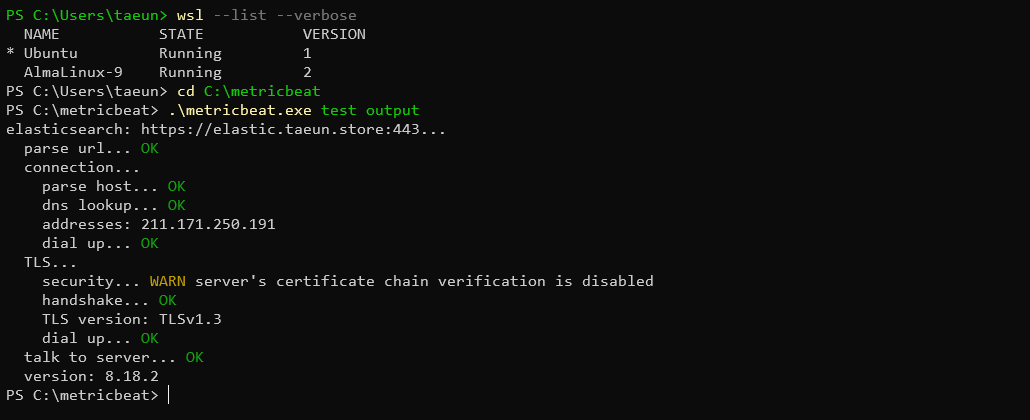 PS C:\Users\taeun> wsl --list --verbose
  NAME           STATE           VERSION
* Ubuntu         Running         1
  AlmaLinux-9    Running         2
PS C:\Users\taeun> cd C:\metricbeat
PS C:\metricbeat> .\metricbeat.exe test output
elasticsearch: https://elastic.taeun.store:443...
  parse url... OK
  connection...
    parse host... OK
    dns lookup... OK
    addresses: 211.171.250.191
    dial up... OK
  TLS...
    security... WARN server's certificate chain verification is disabled
    handshake... OK
    TLS version: TLSv1.3
    dial up... OK
  talk to server... OK
  version: 8.18.2
PS C:\metricbeat>